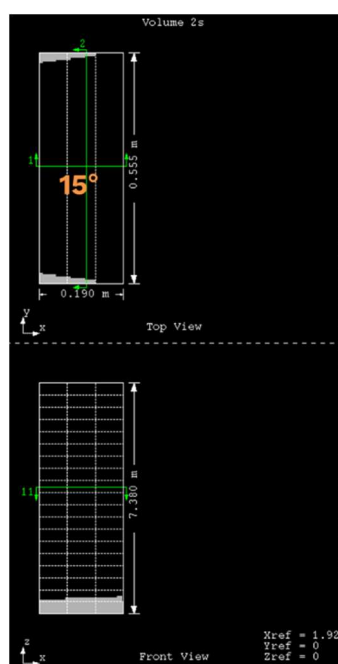 Volume 2s
2
1
15°
0.555 m
0.190 m
y
x
Top View
11
7.380 m
z
x
Front View
Xref = 1.92
Yref = 0
Zref = 0